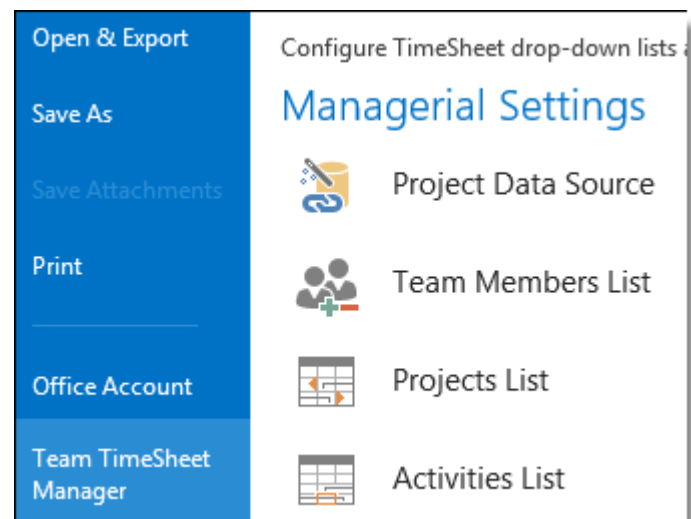 Open & Export
Save As
Save Attachments
Print
Office Account
Team TimeSheet
Manager
Configure TimeSheet drop-down lists
Managerial Settings
Project Data Source
Team Members List
Projects List
Activities List